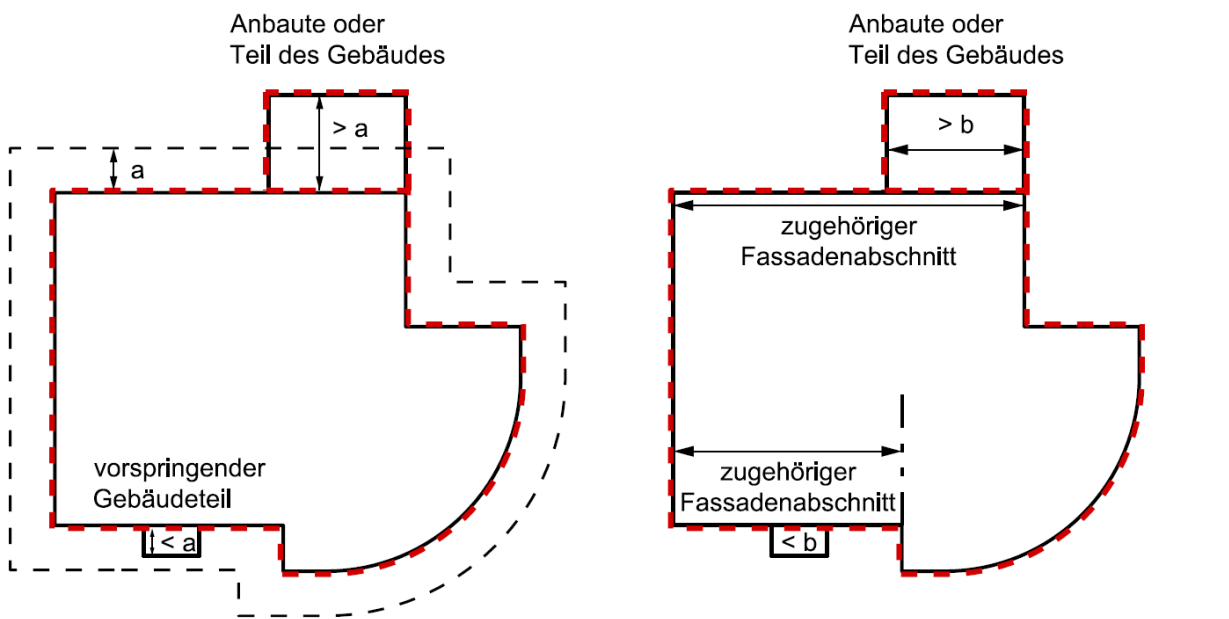 Anbaute oder
Teil des Gebäudes
> a
a
vorspringender
Gebäudeteil
< a
Anbaute oder
Teil des Gebäudes
> b
zugehöriger
Fassadenabschnitt
zugehöriger
Fassadenabschnitt
< b